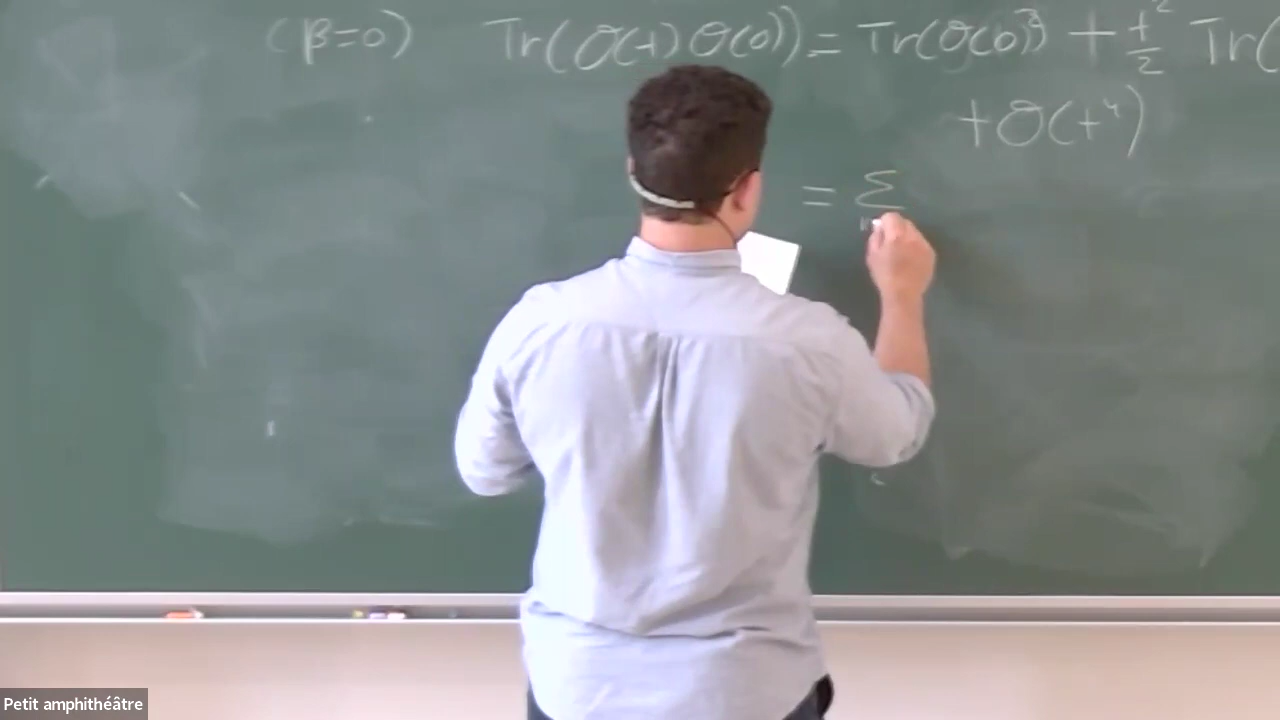 (β=0) Tr(O(t)O(0)) = Tr(O(0)²) + t²/2 Tr(
+O(t⁴)
= Σ
Petit amphithéâtre